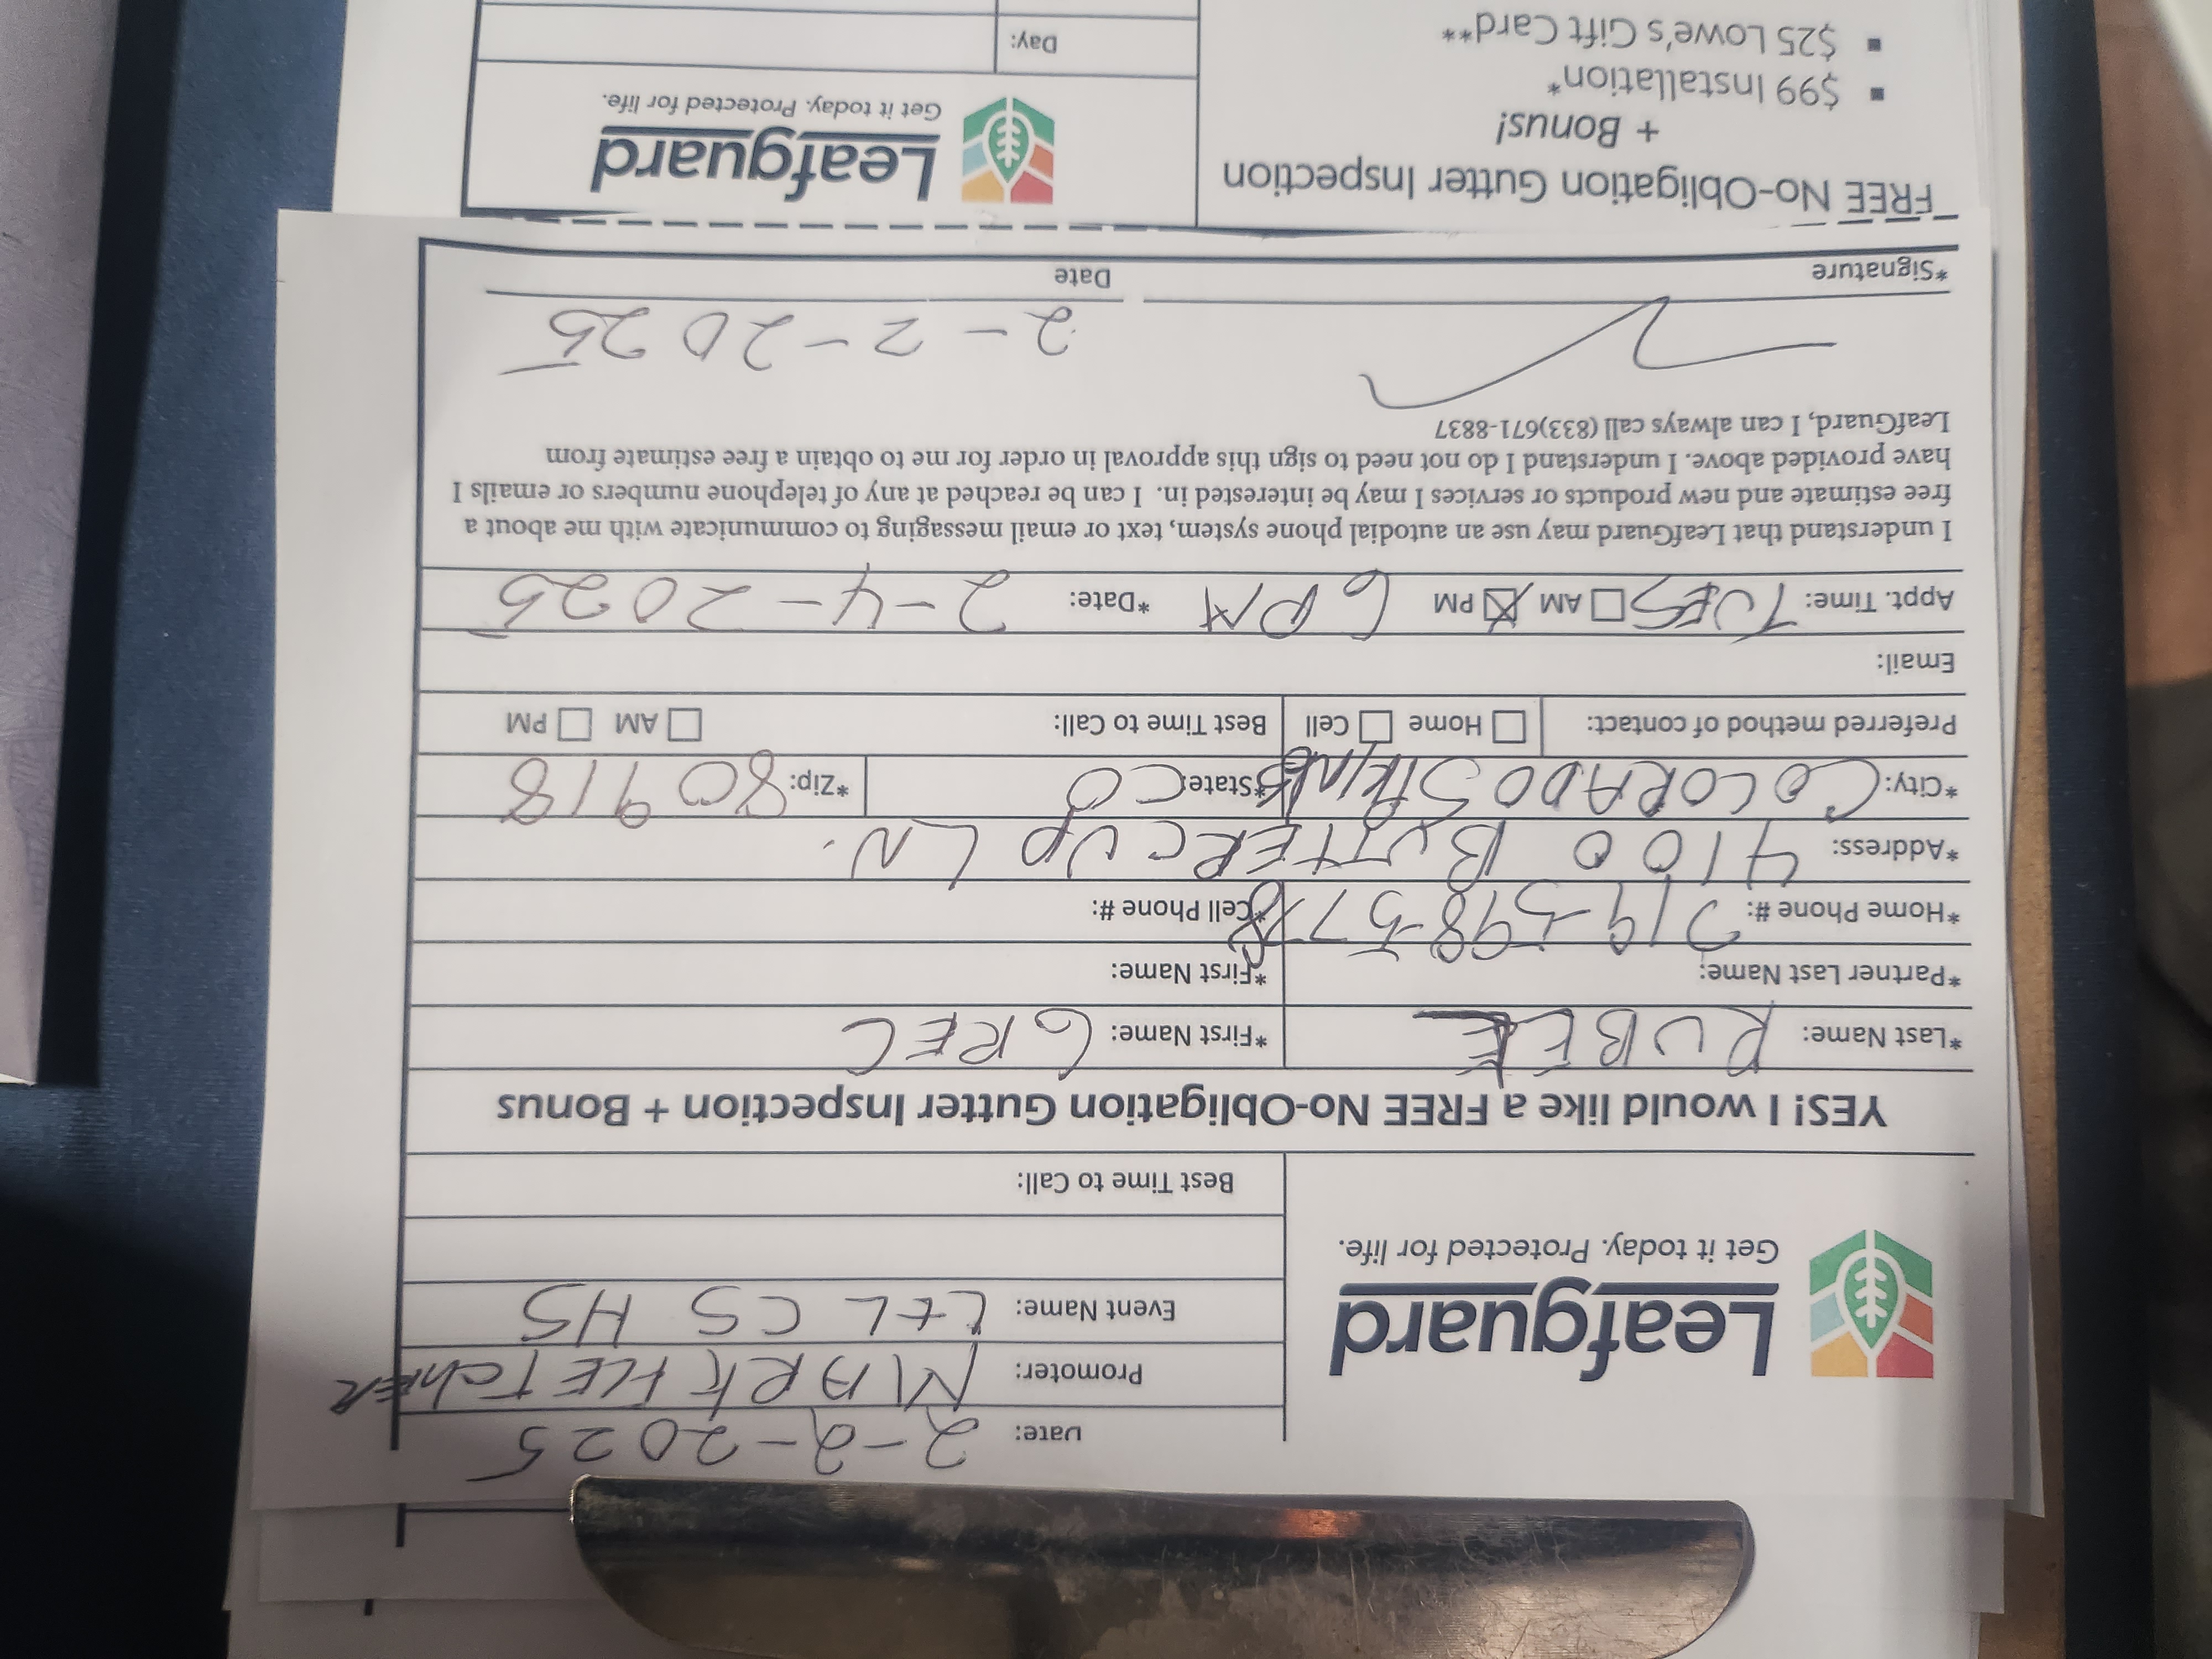 Leafguard
Get it today. Protected for life.
Date: 2-2-2025
Promoter: MARK FLETCHER
Event Name: L+L CS HS
Best Time to Call:
YES! I would like a FREE No-Obligation Gutter Inspection + Bonus
*Last Name: RUBLE *First Name: GREG
*Partner Last Name: *First Name:
*Home Phone #: 719-598-5778 *Cell Phone #:
*Address: 4100 BUTTERCUP LN.
*City: COLORADO SPRINGS *State: CO *Zip: 80918
Preferred method of contact: Home Cell Best Time to Call: AM PM
Email:
Appt. Time: TUES AM PM 6 PM *Date: 2-4-2025
I understand that LeafGuard may use an autodial phone system, text or email messaging to communicate with me about a
free estimate and new products or services I may be interested in. I can be reached at any of telephone numbers or emails I
have provided above. I understand I do not need to sign this approval in order for me to obtain a free estimate from
LeafGuard, I can always call (833)671-8837
2-2-2025
*Signature Date
FREE No-Obligation Gutter Inspection
+ Bonus!
▪ $99 Installation*
▪ $25 Lowe's Gift Card**
Leafguard
Get it today. Protected for life.
Day: